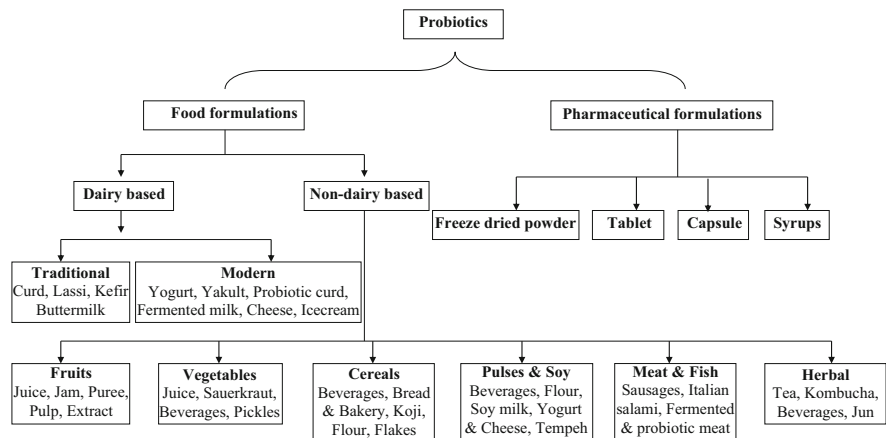 Probiotics
Food formulations
Pharmaceutical formulations
Dairy based
Non-dairy based
Freeze dried powder
Tablet
Capsule
Syrups
Traditional
Curd, Lassi, Kefir
Buttermilk
Modern
Yogurt, Yakult, Probiotic curd,
Fermented milk, Cheese, Icecream
Fruits
Juice, Jam, Puree,
Pulp, Extract
Vegetables
Juice, Sauerkraut,
Beverages, Pickles
Cereals
Beverages, Bread
& Bakery, Koji,
Flour, Flakes
Pulses & Soy
Beverages, Flour,
Soy milk, Yogurt
& Cheese, Tempeh
Meat & Fish
Sausages, Italian
salami, Fermented
& probiotic meat
Herbal
Tea, Kombucha,
Beverages, Jun